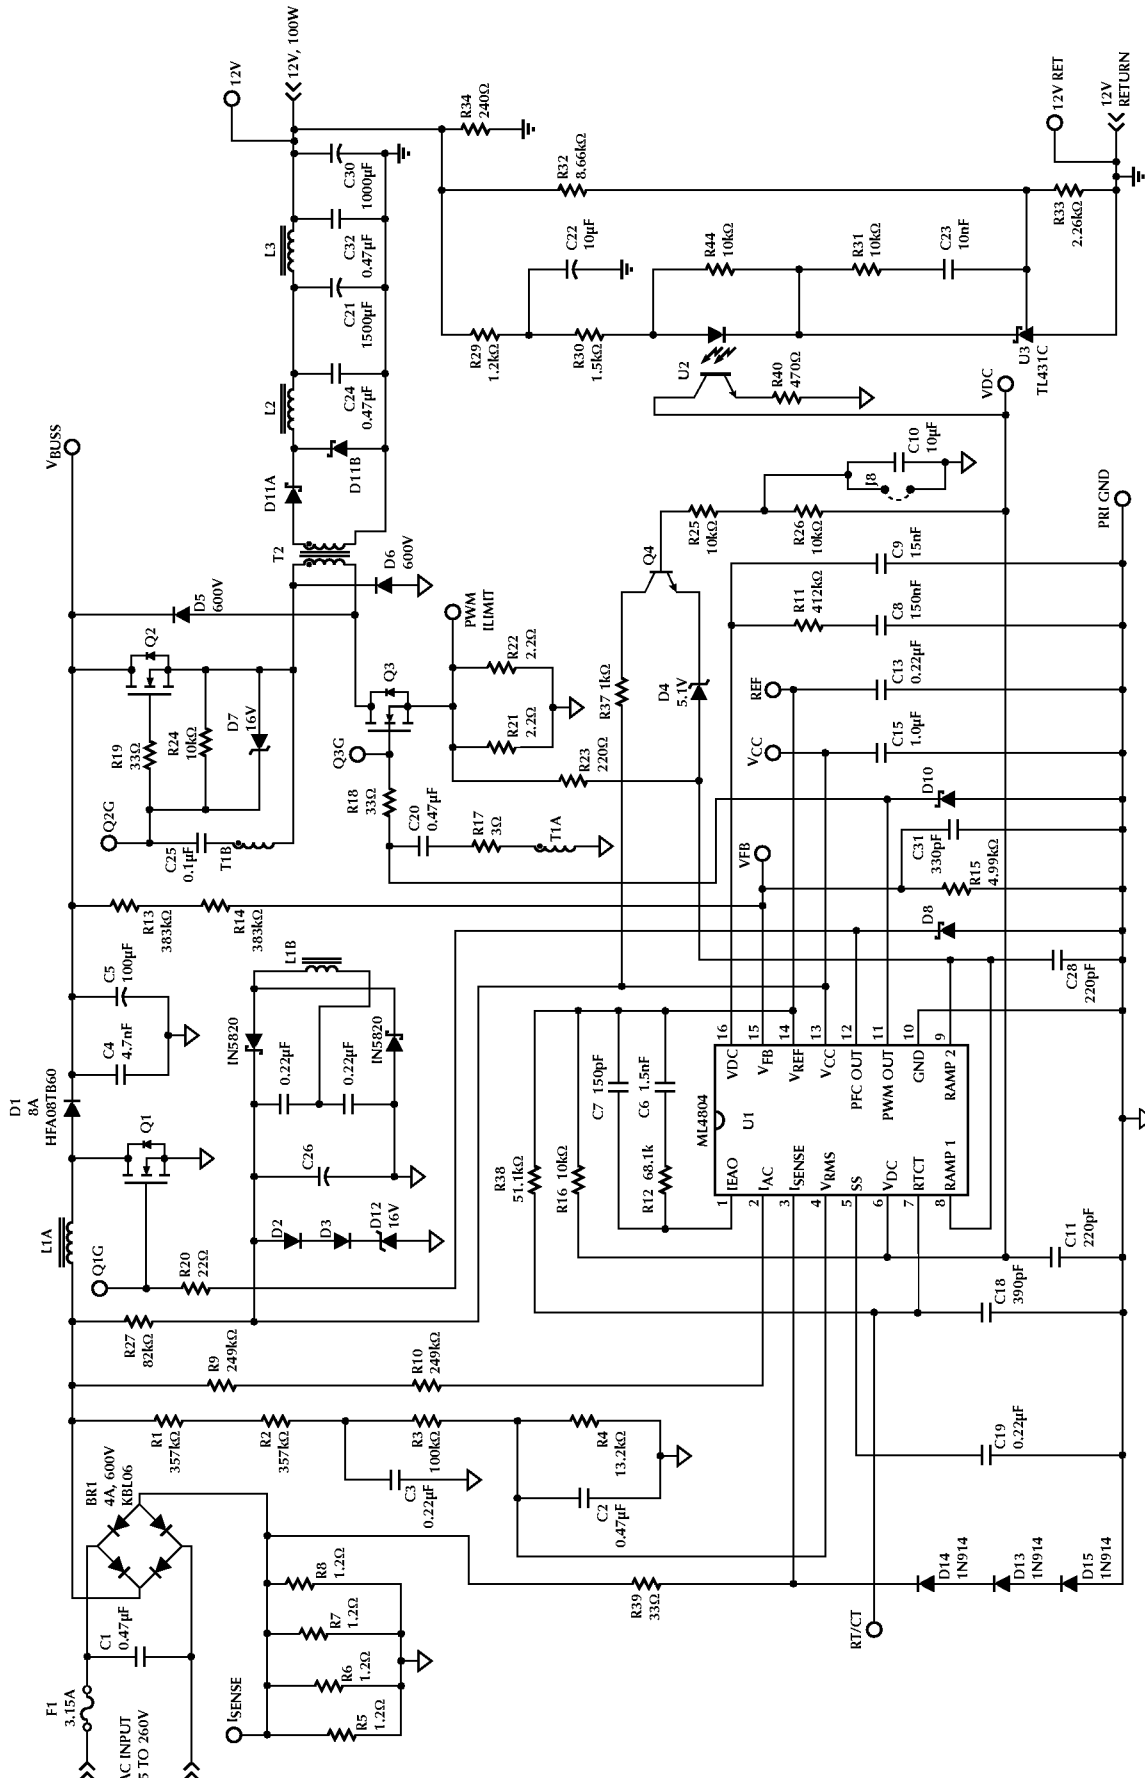 AC INPUT
5 TO 260V
F1
3.15A
C1
0.47µF
BR1
4A, 600V
KBL06
ISENSE
R5
1.2Ω
R6
1.2Ω
R7
1.2Ω
R8
1.2Ω
R1
357kΩ
R2
357kΩ
C3
0.22µF
R3
100kΩ
C2
0.47µF
R4
13.2kΩ
R9
249kΩ
R10
249kΩ
R27
82kΩ
R39
33Ω
RT/CT
D14
1N914
D13
1N914
D15
1N914
C19
0.22µF
C18
390pF
C11
220pF
L1A
Q1G
R20
22Ω
Q1
D1
8A
HFA08TB60
C4
4.7nF
C5
100µF
D2
D3
D12
16V
C26
0.22µF
0.22µF
IN5820
IN5820
L1B
R13
383kΩ
R14
383kΩ
R38
51.1kΩ
R16 10kΩ
R12 68.1k
C7 150pF
C6 1.5nF
ML4804
U1
1
IEAO
2
IAC
3
ISENSE
4
VRMS
5
SS
6
VDC
7
RTCT
8
RAMP 1
16
VDC
15
VFB
14
VREF
13
VCC
12
PFC OUT
11
PWM OUT
10
GND
9
RAMP 2
C28
220pF
D8
R15
4.99kΩ
C31
330pF
D10
VFB
VCC
REF
C15
1.0µF
C13
0.22µF
C8
150nF
R11
412kΩ
C9
15nF
Q2G
C25
0.1µF
T1B
R19
33Ω
R24
10kΩ
D7
16V
Q2
D5
600V
Q3G
R18
33Ω
C20
0.47µF
R17
3Ω
T1A
Q3
R21
2.2Ω
R22
2.2Ω
PWM
ILIMIT
R23
220Ω
R37 1kΩ
D4
5.1V
Q4
R25
10kΩ
R26
10kΩ
J8
C10
10µF
PRI GND
VDC
VBUSS
T2
D6
600V
D11A
D11B
L2
C24
0.47µF
C21
1500µF
L3
C32
0.47µF
C30
1000µF
12V
12V, 100W
R34
240Ω
R32
8.66kΩ
C22
10µF
R29
1.2kΩ
R30
1.5kΩ
R44
10kΩ
R31
10kΩ
C23
10nF
R33
2.26kΩ
U2
R40
470Ω
U3
TL431C
12V RET
12V
RETURN